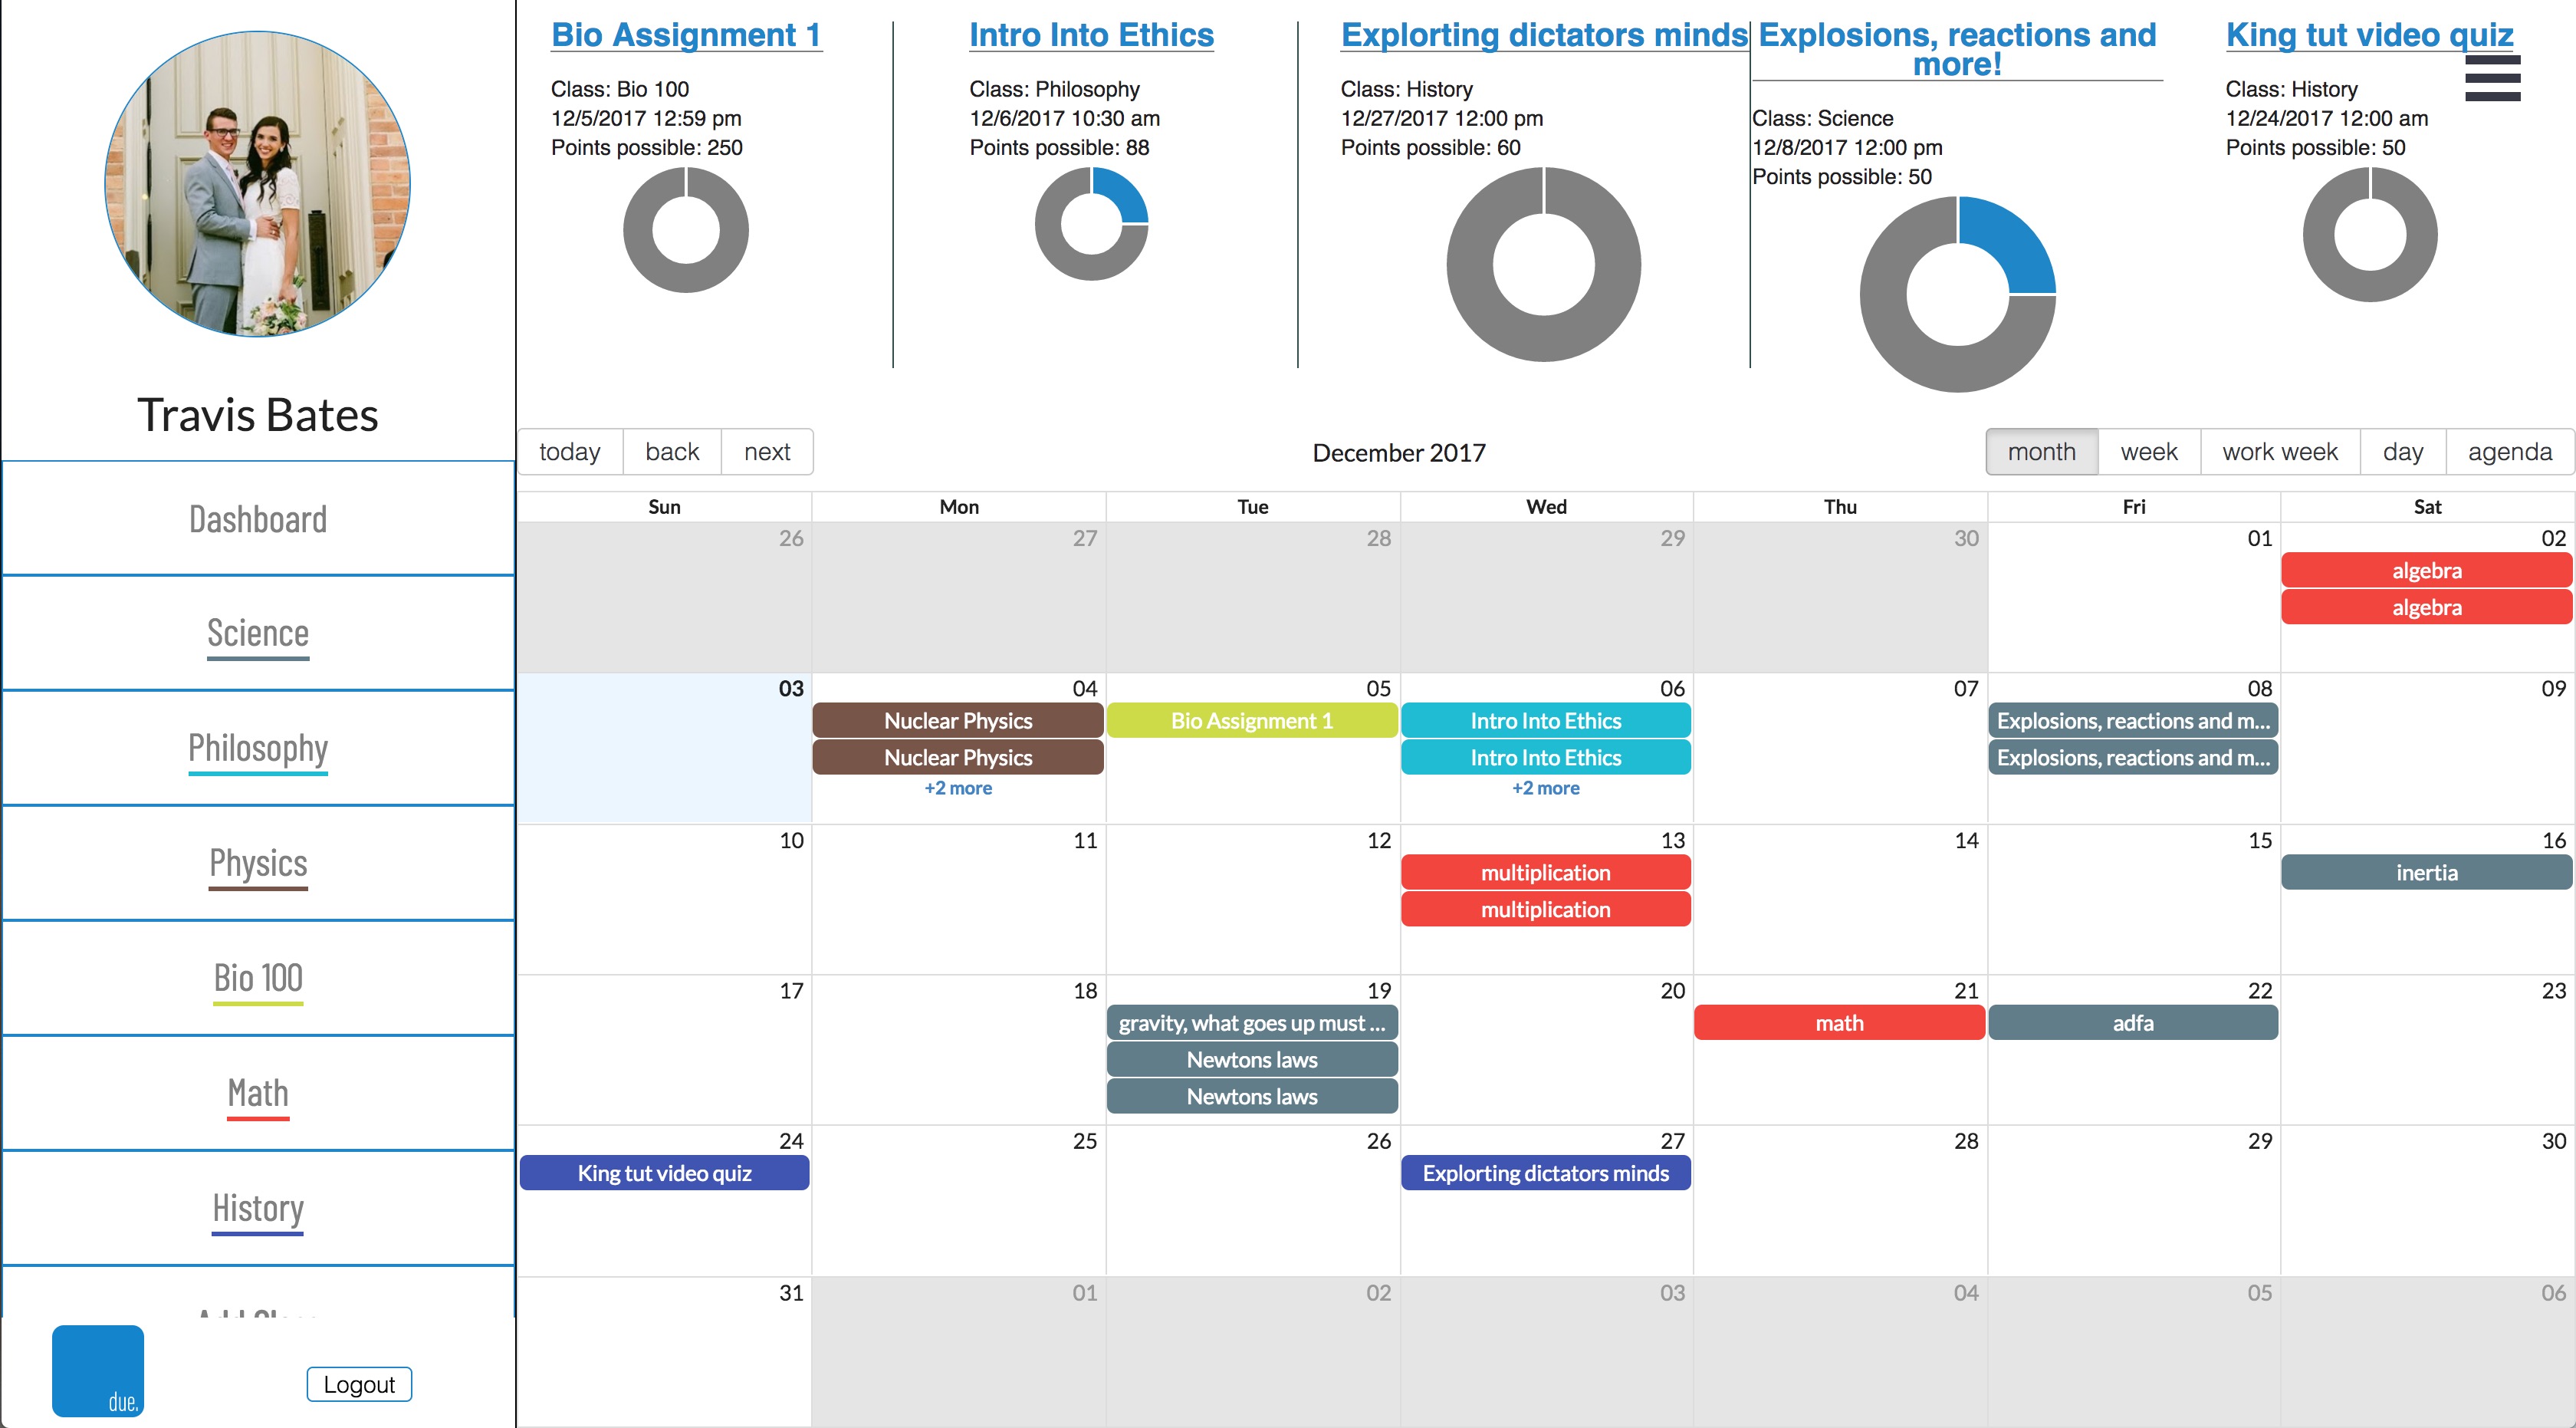 Travis Bates
Dashboard
Science
Philosophy
Physics
Bio 100
Math
History
due.
Logout
Bio Assignment 1
Class: Bio 100
12/5/2017 12:59 pm
Points possible: 250
Intro Into Ethics
Class: Philosophy
12/6/2017 10:30 am
Points possible: 88
Explorting dictators minds
Class: History
12/27/2017 12:00 pm
Points possible: 60
Explosions, reactions and
more!
Class: Science
12/8/2017 12:00 pm
Points possible: 50
King tut video quiz
Class: History
12/24/2017 12:00 am
Points possible: 50
today back next December 2017 month week work week day agenda
Sun Mon Tue Wed Thu Fri Sat
26 27 28 29 30 01 02
algebra
algebra
03 04 05 06 07 08 09
Nuclear Physics Bio Assignment 1 Intro Into Ethics Explosions, reactions and m...
Nuclear Physics Intro Into Ethics Explosions, reactions and m...
+2 more +2 more
10 11 12 13 14 15 16
multiplication inertia
multiplication
17 18 19 20 21 22 23
gravity, what goes up must ... math adfa
Newtons laws
Newtons laws
24 25 26 27 28 29 30
King tut video quiz Explorting dictators minds
31 01 02 03 04 05 06